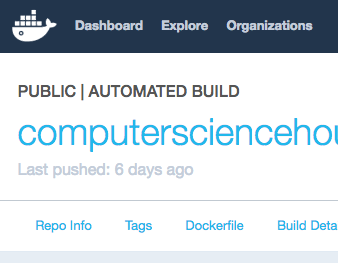 Dashboard Explore Organizations
PUBLIC | AUTOMATED BUILD
computersciencehou
Last pushed: 6 days ago
Repo Info Tags Dockerfile Build Deta